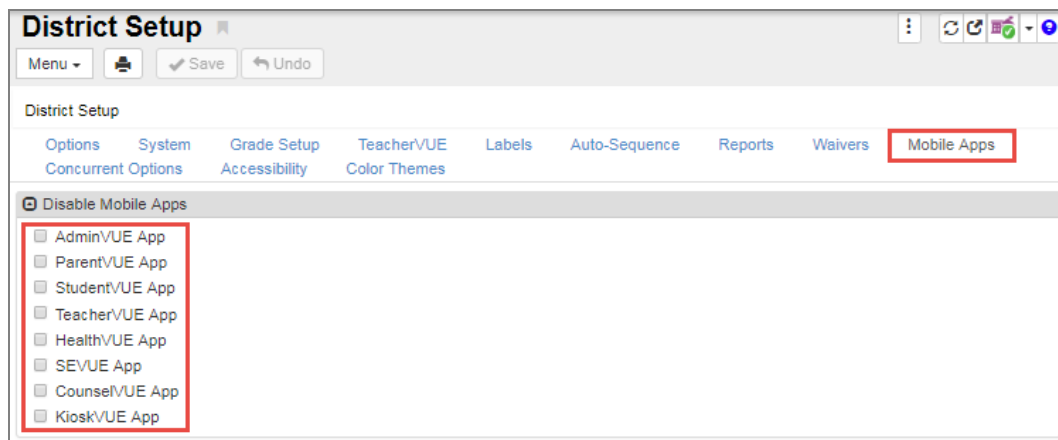 District Setup
Menu Save Undo
District Setup
Options System Grade Setup TeacherVUE Labels Auto-Sequence Reports Waivers Mobile Apps
Concurrent Options Accessibility Color Themes
Disable Mobile Apps
AdminVUE App
ParentVUE App
StudentVUE App
TeacherVUE App
HealthVUE App
SEVUE App
CounselVUE App
KioskVUE App